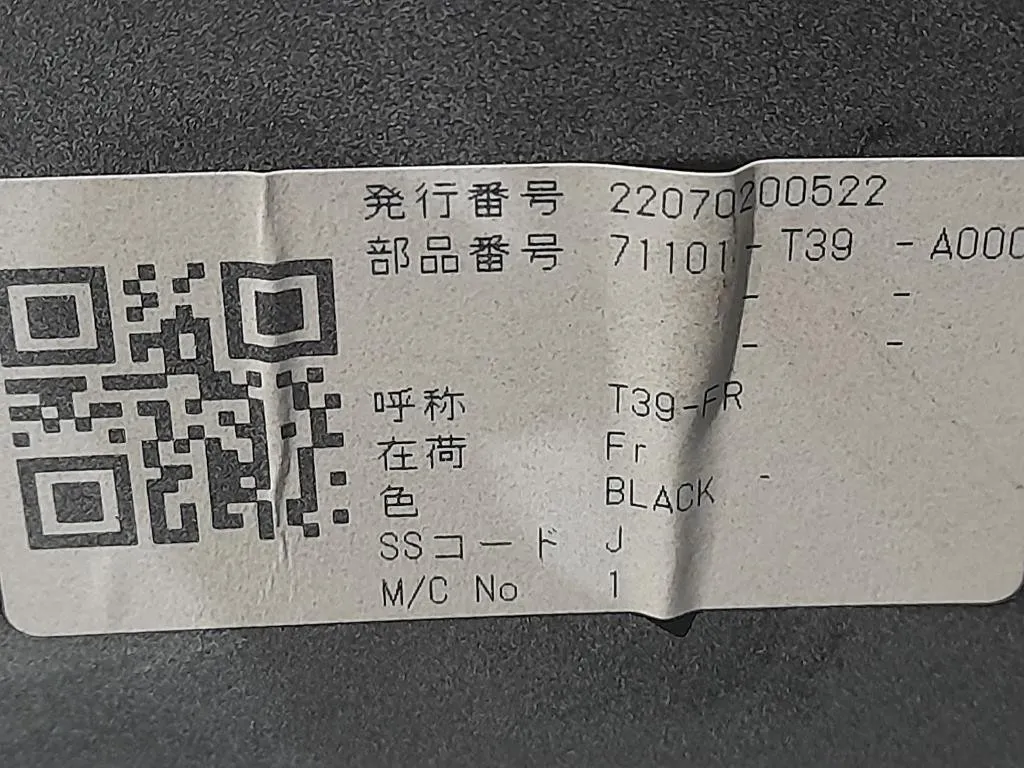 発行番号 22070200522
部品番号 71101-T39 -A000
- -
- -
呼称 T39-FR
在荷 Fr
色 BLACK -
SSコード J
M/C No 1